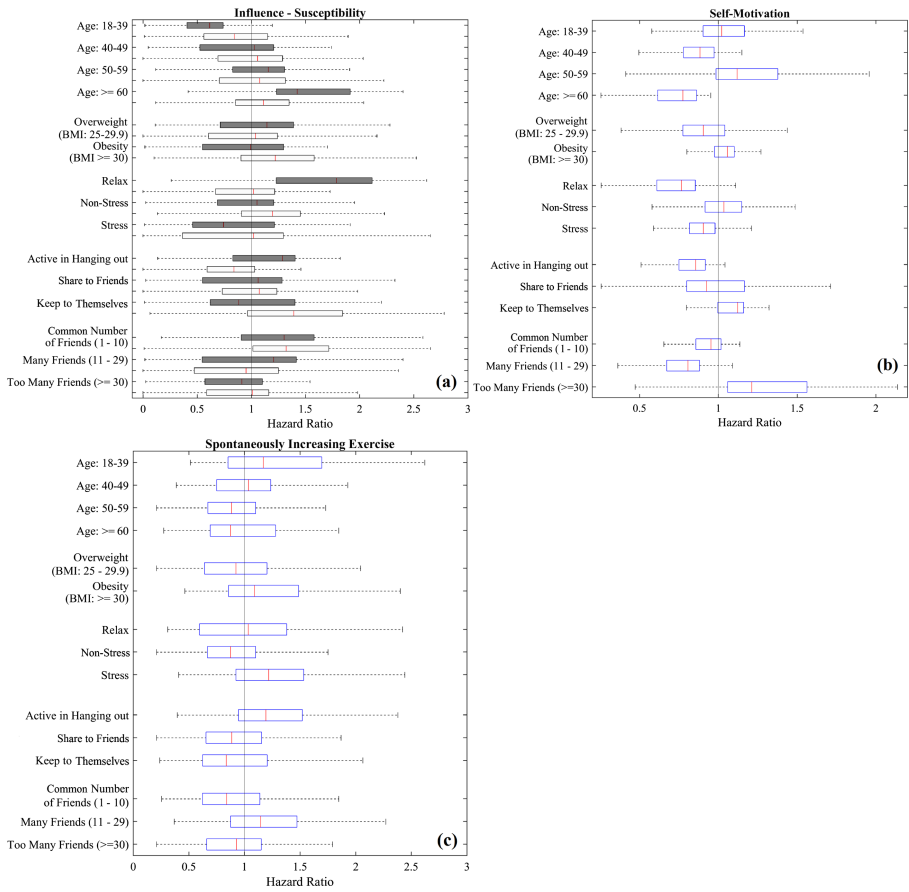 Influence - Susceptibility
Age: 18-39
Age: 40-49
Age: 50-59
Age: >= 60
Overweight
(BMI: 25-29.9)
Obesity
(BMI >= 30)
Relax
Non-Stress
Stress
Active in Hanging out
Share to Friends
Keep to Themselves
Common Number
of Friends (1 - 10)
Many Friends (11 - 29)
Too Many Friends (>= 30)
(a)
0 0.5 1 1.5 2 2.5 3
Hazard Ratio
Self-Motivation
18-39
Age: 40-49
Age: 50-59
Age: >=60
Overweight
(BMI: 25 - 29.9)
Obesity
(BMI: >= 30)
Relax
Non-Stress
Stress
Active in Hanging out
Share to Friends
Keep to Themselves
Common Number
of Friends (1 - 10)
Many Friends (11 - 29)
Too Many Friends (>=30)
(b)
0.5 1 1.5 2
Hazard Ratio
Spontaneously Increasing Exercise
Age: 18-39
Age: 40-49
Age: 50-59
Age: >= 60
Overweight
(BMI: 25 - 29.9)
Obesity
(BMI: >= 30)
Relax
Non-Stress
Stress
Active in Hanging out
Share to Friends
Keep to Themselves
Common Number
of Friends (1 - 10)
Many Friends (11 - 29)
Too Many Friends (>=30)
(c)
0 0.5 1 1.5 2 2.5 3
Hazard Ratio